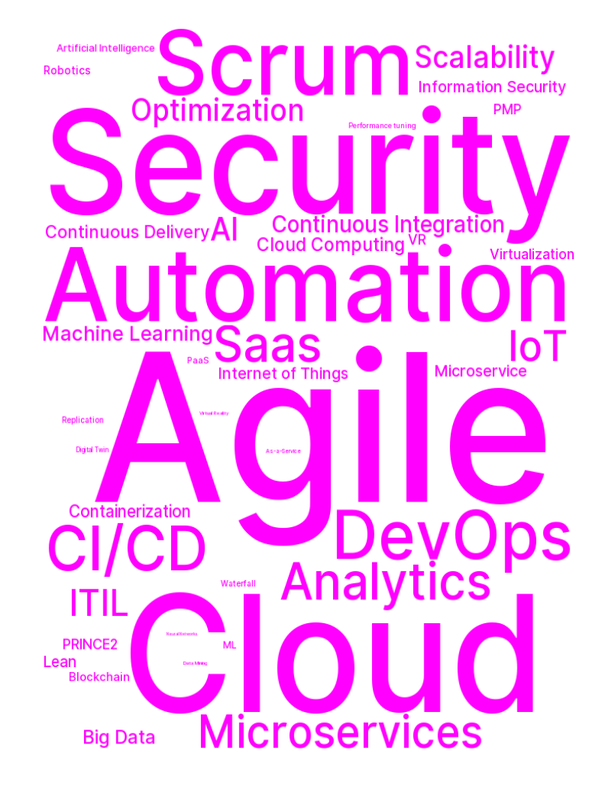 Scrum
Artificial Intelligence
Scalability
Robotics
Information Security
Optimization
PMP
Performance tuning
Security
Continuous Integration
Continuous Delivery
AI
Cloud Computing
VR
Virtualization
Automation
Machine Learning
Saas
IoT
PaaS
Internet of Things
Microservice
Agile
Virtual Reality
Replication
Digital Twin
As-a-Service
Containerization
DevOps
CI/CD
Analytics
Waterfall
ITIL
Cloud
Neural Networks
PRINCE2
ML
Lean
Data Mining
Blockchain
Microservices
Big Data